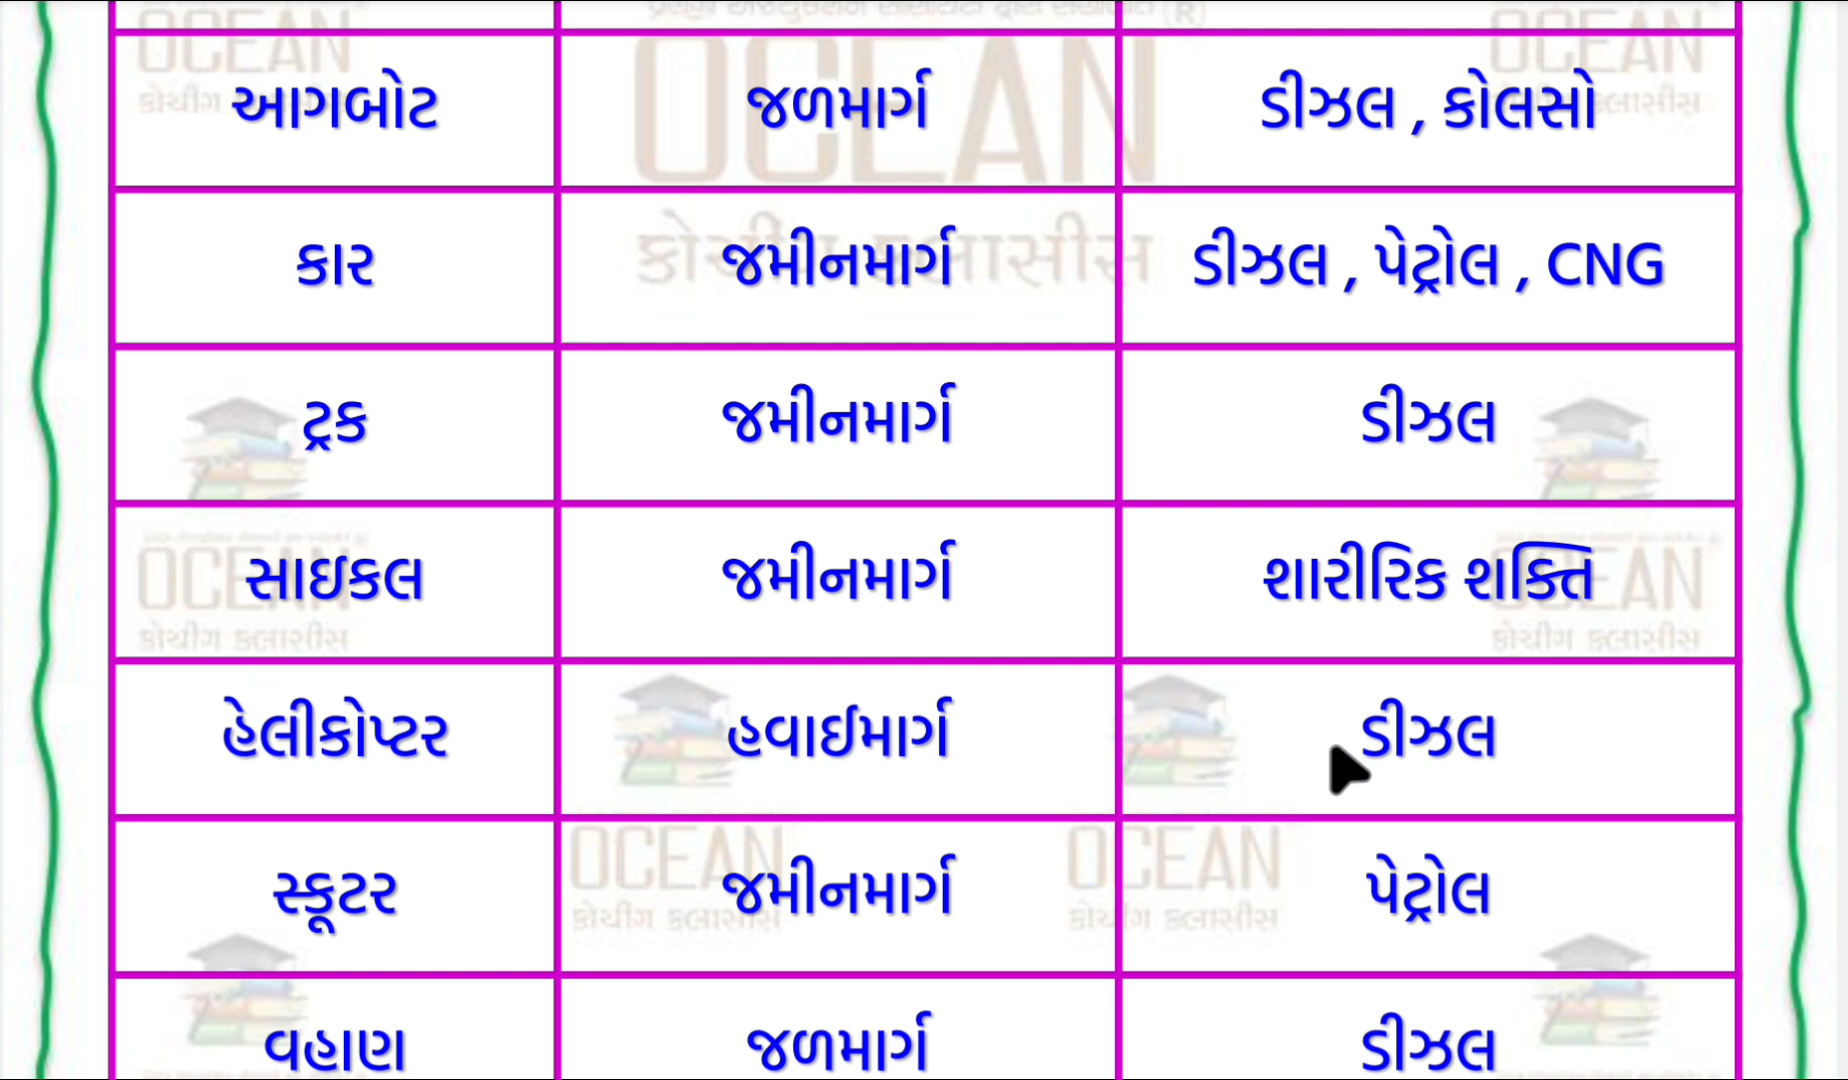 આગબોટ જળમાર્ગ ડીઝલ , કોલસો
કાર જમીનમાર્ગ ડીઝલ , પેટ્રોલ , CNG
ટ્રક જમીનમાર્ગ ડીઝલ
સાઇકલ જમીનમાર્ગ શારીરિક શક્તિ
હેલીકોપ્ટર હવાઈમાર્ગ ડીઝલ
સ્કૂટર જમીનમાર્ગ પેટ્રોલ
વહાણ જળમાર્ગ ડીઝલ
OCEAN
કોચીંગ ક્લાસીસ